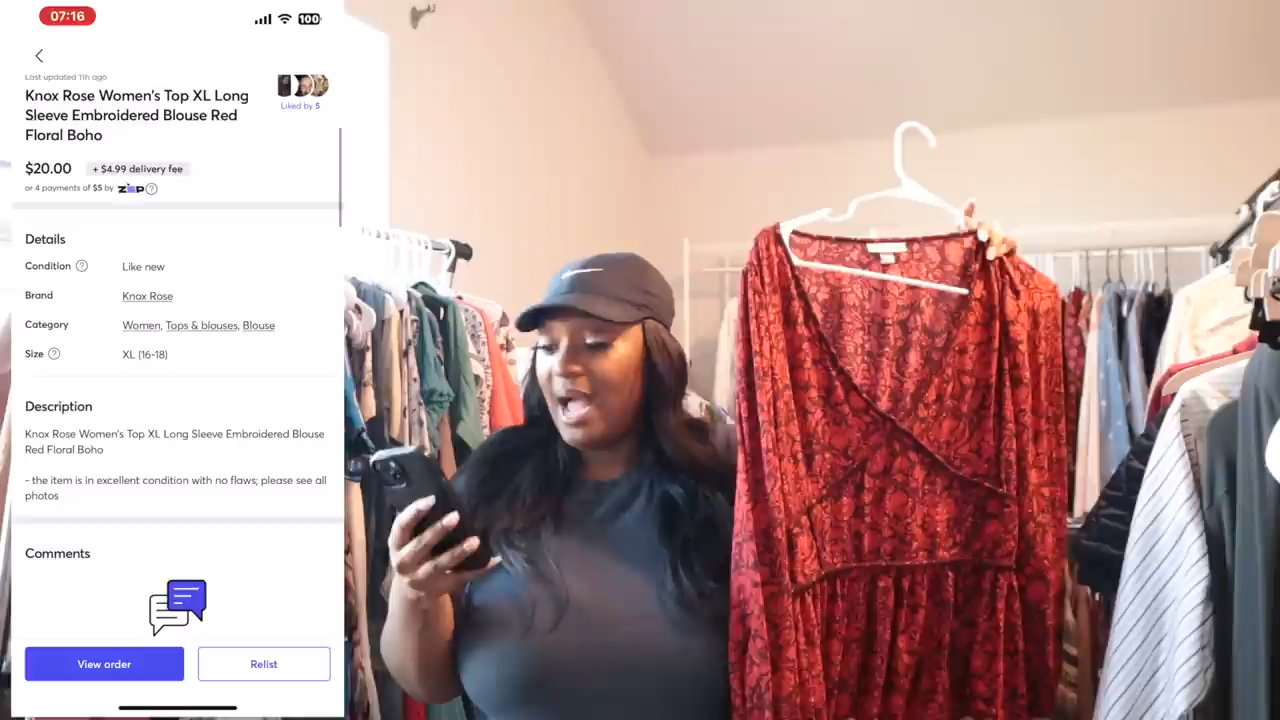 07:16
100
Last updated 11h ago
Knox Rose Women's Top XL Long
Sleeve Embroidered Blouse Red
Floral Boho
Liked by 5
$20.00 + $4.99 delivery fee
or 4 payments of $5 by ZIP ?
Details
Condition ? Like new
Brand Knox Rose
Category Women, Tops & blouses, Blouse
Size ? XL (16-18)
Description
Knox Rose Women's Top XL Long Sleeve Embroidered Blouse
Red Floral Boho
- the item is in excellent condition with no flaws; please see all
photos
Comments
View order Relist